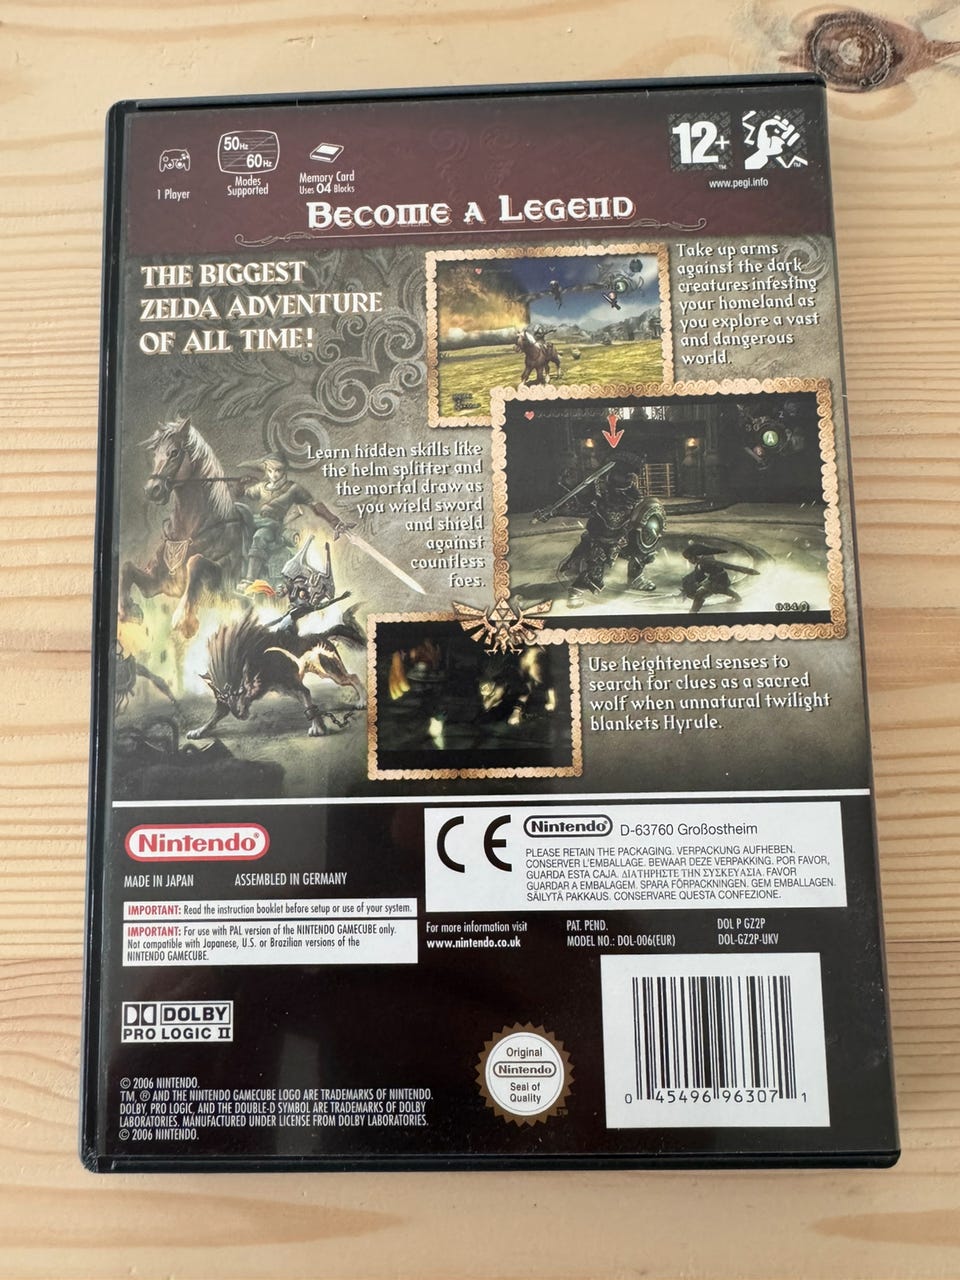 50Hz
60Hz
1 Player
Modes
Supported
Memory Card
Uses 04 Blocks
12+
™
™
www.pegi.info
BECOME A LEGEND
THE BIGGEST
ZELDA ADVENTURE
OF ALL TIME!
Take up arms
against the dark
creatures infesting
your homeland as
you explore a vast
and dangerous
world.
Learn hidden skills like
the helm splitter and
the mortal draw as
you wield sword
and shield
against
countless
foes.
Use heightened senses to
search for clues as a sacred
wolf when unnatural twilight
blankets Hyrule.
Nintendo®
MADE IN JAPAN ASSEMBLED IN GERMANY
IMPORTANT: Read the instruction booklet before setup or use of your system.
IMPORTANT: For use with PAL version of the NINTENDO GAMECUBE only.
Not compatible with Japanese, U.S. or Brazilian versions of the
NINTENDO GAMECUBE.
CE
Nintendo® D-63760 Großostheim
PLEASE RETAIN THE PACKAGING. VERPACKUNG AUFHEBEN.
CONSERVER L'EMBALLAGE. BEWAAR DEZE VERPAKKING. POR FAVOR,
GUARDA ESTA CAJA. ΔΙΑΤΗΡΗΣΤΕ ΤΗΝ ΣΥΣΚΕΥΑΣΙΑ. FAVOR
GUARDAR A EMBALAGEM. SPARA FÖRPACKNINGEN. GEM EMBALLAGEN.
SÄILYTÄ PAKKAUS. CONSERVARE QUESTA CONFEZIONE.
For more information visit
www.nintendo.co.uk
PAT. PEND.
MODEL NO.: DOL-006(EUR)
DOL P GZ2P
DOL-GZ2P-UKV
DOLBY
PRO LOGIC II
Original
Nintendo
Seal of
Quality
™
0 45496 96307 1
© 2006 NINTENDO.
TM, ® AND THE NINTENDO GAMECUBE LOGO ARE TRADEMARKS OF NINTENDO.
DOLBY, PRO LOGIC, AND THE DOUBLE-D SYMBOL ARE TRADEMARKS OF DOLBY
LABORATORIES. MANUFACTURED UNDER LICENSE FROM DOLBY LABORATORIES.
© 2006 NINTENDO.